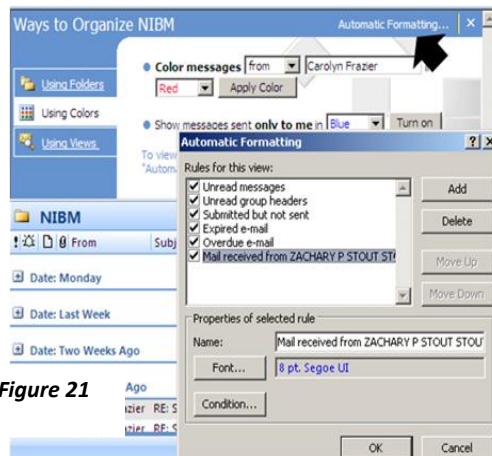 Ways to Organize NIBM
Automatic Formatting...
Using Folders
Using Colors
Using Views
Color messages from Carolyn Frazier
Red Apply Color
Show messages sent only to me in Blue Turn on
To view
"Autom
Automatic Formatting
Rules for this view:
Unread messages
Unread group headers
Submitted but not sent
Expired e-mail
Overdue e-mail
Mail received from ZACHARY P STOUT
Add
Delete
Move Up
Move Down
Properties of selected rule
Name: Mail received from ZACHARY P STOUT STOU
Font... 8 pt. Segoe UI
Condition...
OK Cancel
NIBM
From Subj
Date: Monday
Date: Last Week
Date: Two Weeks Ago
Ago
zier RE: S
zier RE: S
Figure 21